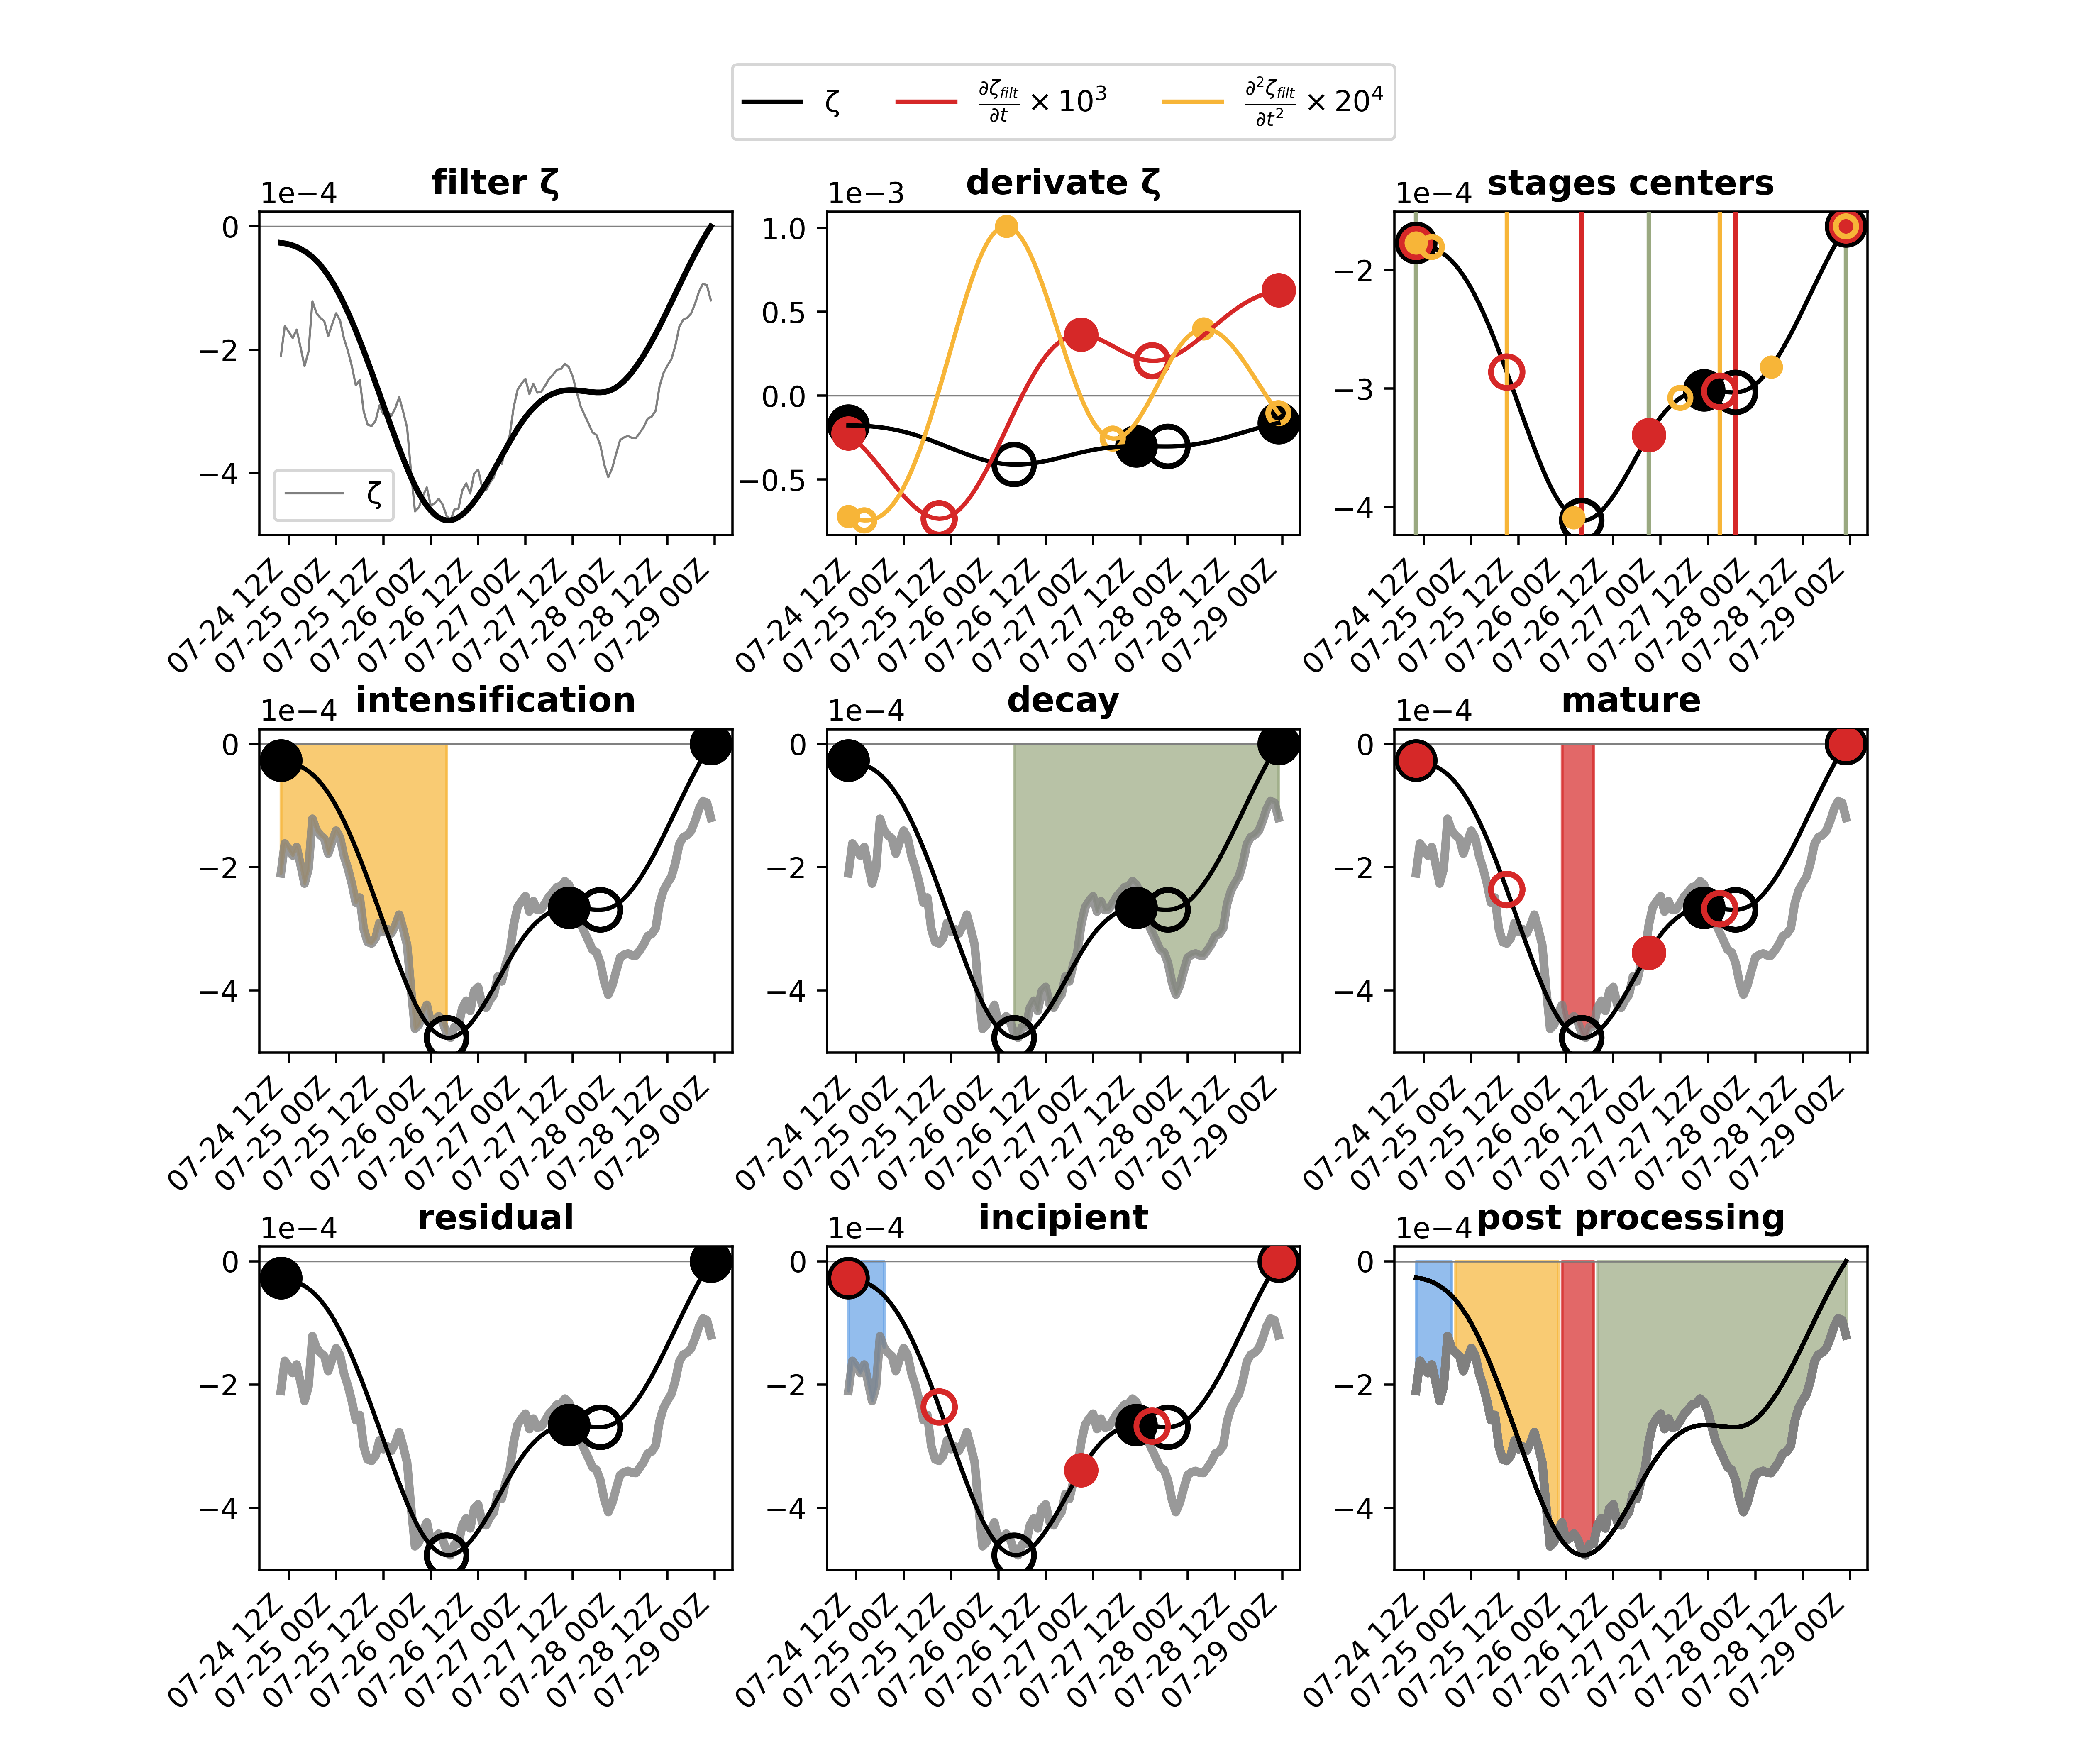 ζ ∂ζ_filt/∂t × 10³ ∂²ζ_filt/∂t² × 20⁴
filter ζ
1e−4
0
−2
−4
ζ
07-24 12Z 07-25 00Z 07-25 12Z 07-26 00Z 07-26 12Z 07-27 00Z 07-27 12Z 07-28 00Z 07-28 12Z 07-29 00Z
derivate ζ
1e−3
1.0
0.5
0.0
−0.5
07-24 12Z 07-25 00Z 07-25 12Z 07-26 00Z 07-26 12Z 07-27 00Z 07-27 12Z 07-28 00Z 07-28 12Z 07-29 00Z
stages centers
1e−4
−2
−3
−4
07-24 12Z 07-25 00Z 07-25 12Z 07-26 00Z 07-26 12Z 07-27 00Z 07-27 12Z 07-28 00Z 07-28 12Z 07-29 00Z
intensification
1e−4
0
−2
−4
07-24 12Z 07-25 00Z 07-25 12Z 07-26 00Z 07-26 12Z 07-27 00Z 07-27 12Z 07-28 00Z 07-28 12Z 07-29 00Z
decay
1e−4
0
−2
−4
07-24 12Z 07-25 00Z 07-25 12Z 07-26 00Z 07-26 12Z 07-27 00Z 07-27 12Z 07-28 00Z 07-28 12Z 07-29 00Z
mature
1e−4
0
−2
−4
07-24 12Z 07-25 00Z 07-25 12Z 07-26 00Z 07-26 12Z 07-27 00Z 07-27 12Z 07-28 00Z 07-28 12Z 07-29 00Z
residual
1e−4
0
−2
−4
07-24 12Z 07-25 00Z 07-25 12Z 07-26 00Z 07-26 12Z 07-27 00Z 07-27 12Z 07-28 00Z 07-28 12Z 07-29 00Z
incipient
1e−4
0
−2
−4
07-24 12Z 07-25 00Z 07-25 12Z 07-26 00Z 07-26 12Z 07-27 00Z 07-27 12Z 07-28 00Z 07-28 12Z 07-29 00Z
post processing
1e−4
0
−2
−4
07-24 12Z 07-25 00Z 07-25 12Z 07-26 00Z 07-26 12Z 07-27 00Z 07-27 12Z 07-28 00Z 07-28 12Z 07-29 00Z